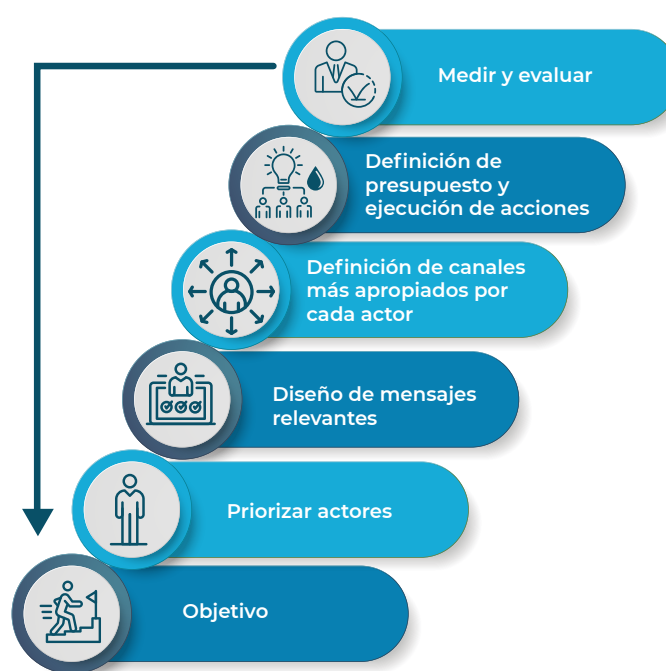 Medir y evaluar
Definición de
presupuesto y
ejecución de acciones
Definición de canales
más apropiados por
cada actor
Diseño de mensajes
relevantes
Priorizar actores
Objetivo